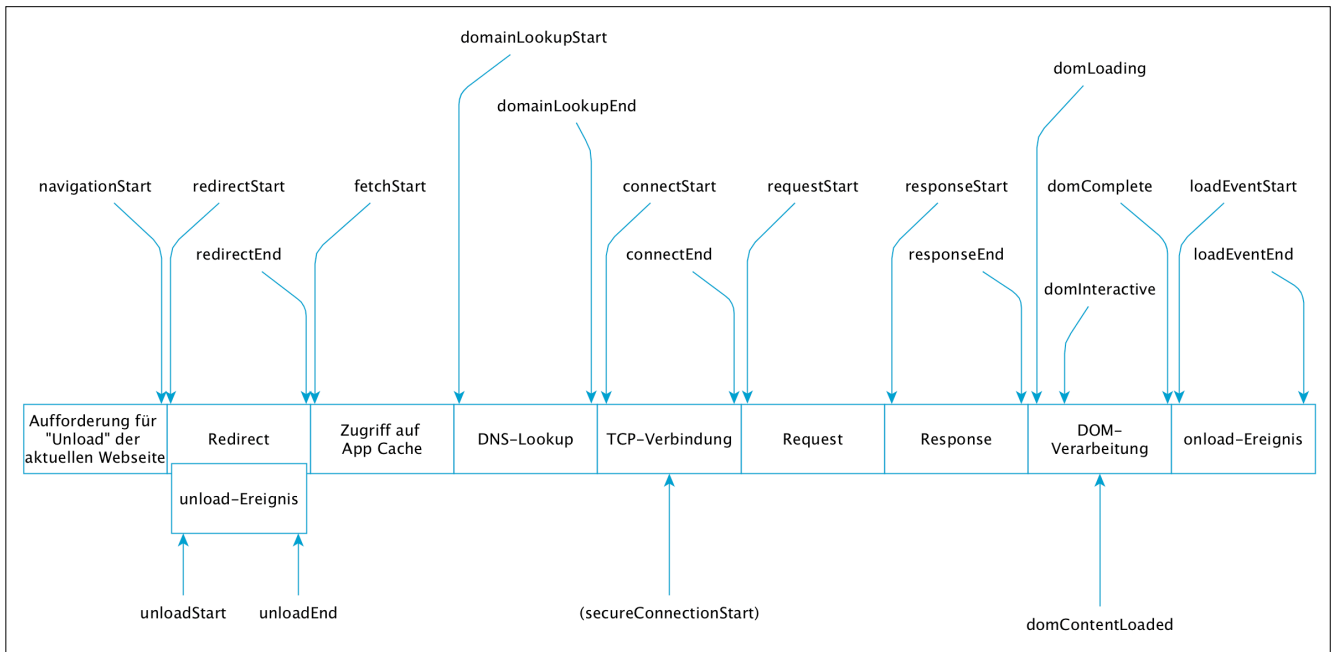 domainLookupStart
domLoading
domainLookupEnd
navigationStart
redirectStart
fetchStart
connectStart
requestStart
responseStart
domComplete
loadEventStart
redirectEnd
connectEnd
responseEnd
loadEventEnd
domInteractive
Aufforderung für
"Unload" der
aktuellen Webseite
Redirect
Zugriff auf
App Cache
DNS-Lookup
TCP-Verbindung
Request
Response
DOM-
Verarbeitung
onload-Ereignis
unload-Ereignis
unloadStart
unloadEnd
(secureConnectionStart)
domContentLoaded